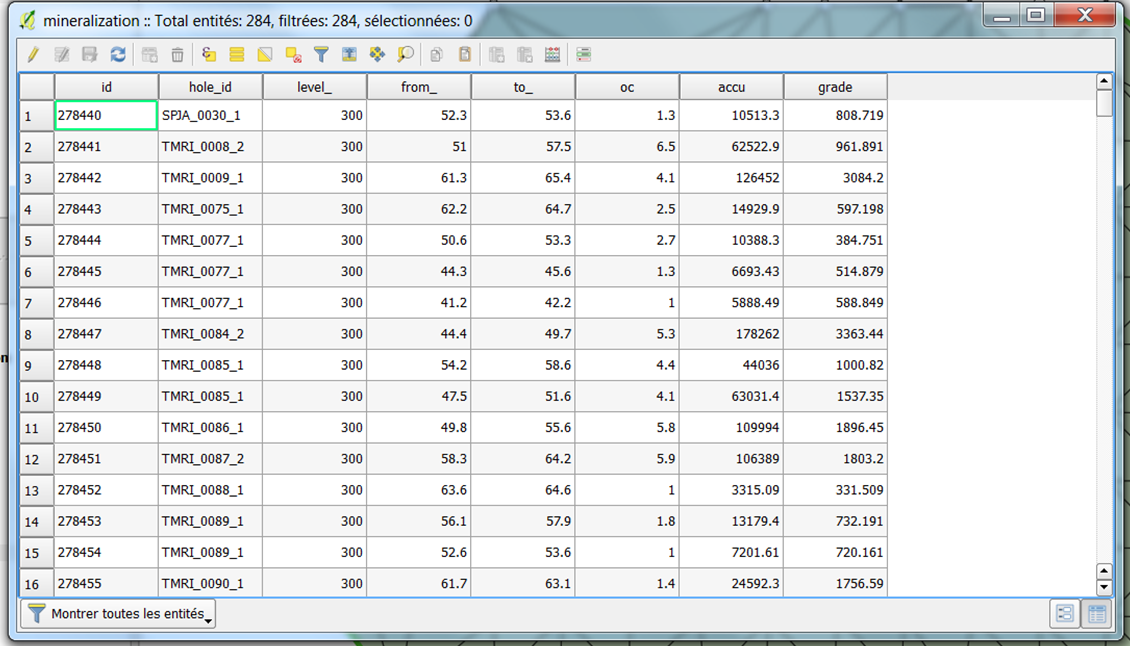 mineralization :: Total entités: 284, filtrées: 284, sélectionnées: 0
id hole_id level_ from_ to_ oc accu grade
1 278440 SPJA_0030_1 300 52.3 53.6 1.3 10513.3 808.719
2 278441 TMRI_0008_2 300 51 57.5 6.5 62522.9 961.891
3 278442 TMRI_0009_1 300 61.3 65.4 4.1 126452 3084.2
4 278443 TMRI_0075_1 300 62.2 64.7 2.5 14929.9 597.198
5 278444 TMRI_0077_1 300 50.6 53.3 2.7 10388.3 384.751
6 278445 TMRI_0077_1 300 44.3 45.6 1.3 6693.43 514.879
7 278446 TMRI_0077_1 300 41.2 42.2 1 5888.49 588.849
8 278447 TMRI_0084_2 300 44.4 49.7 5.3 178262 3363.44
9 278448 TMRI_0085_1 300 54.2 58.6 4.4 44036 1000.82
10 278449 TMRI_0085_1 300 47.5 51.6 4.1 63031.4 1537.35
11 278450 TMRI_0086_1 300 49.8 55.6 5.8 109994 1896.45
12 278451 TMRI_0087_2 300 58.3 64.2 5.9 106389 1803.2
13 278452 TMRI_0088_1 300 63.6 64.6 1 3315.09 331.509
14 278453 TMRI_0089_1 300 56.1 57.9 1.8 13179.4 732.191
15 278454 TMRI_0089_1 300 52.6 53.6 1 7201.61 720.161
16 278455 TMRI_0090_1 300 61.7 63.1 1.4 24592.3 1756.59
Montrer toutes les entités